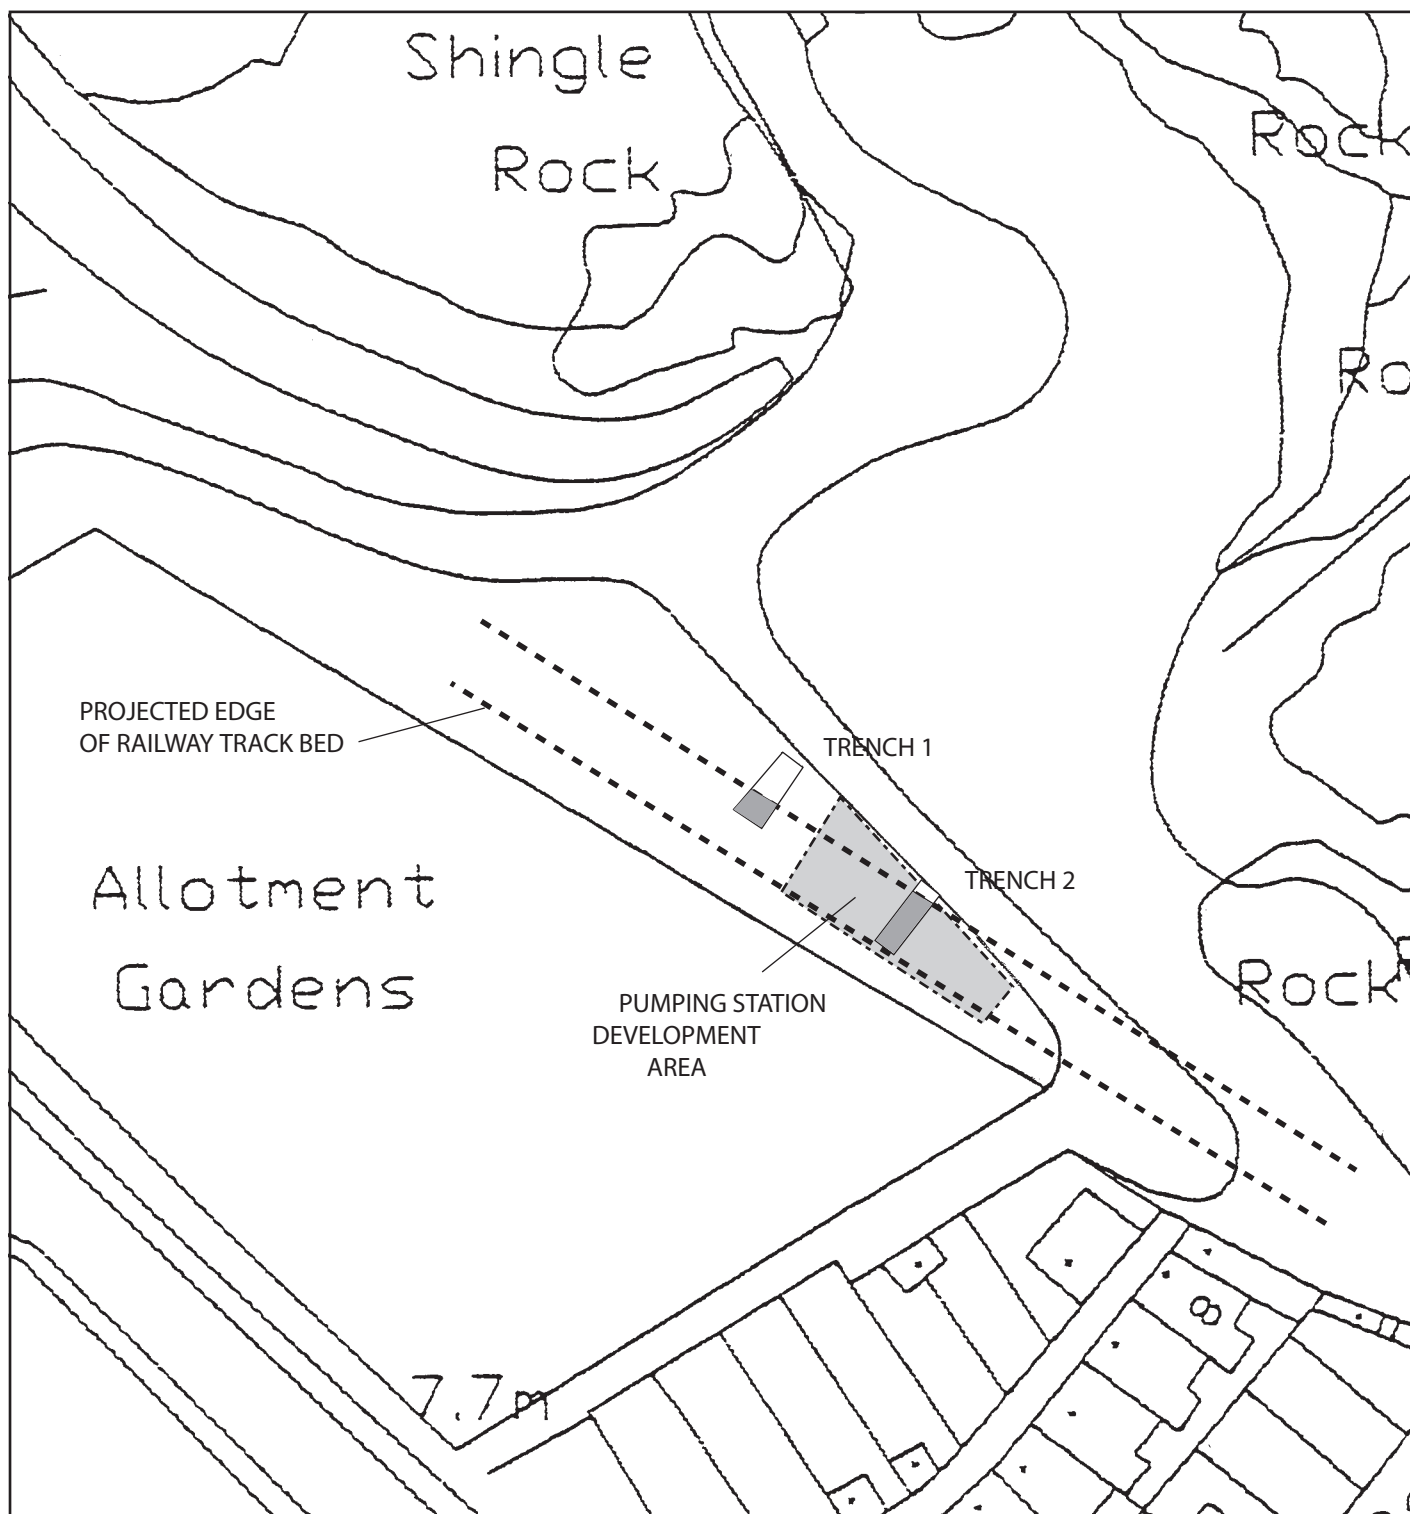 Shingle
Rock
Rock
TRENCH 1
PROJECTED EDGE
OF RAILWAY TRACK BED
TRENCH 2
Allotment
Gardens
Rock
PUMPING STATION
DEVELOPMENT
AREA
8
7.7m